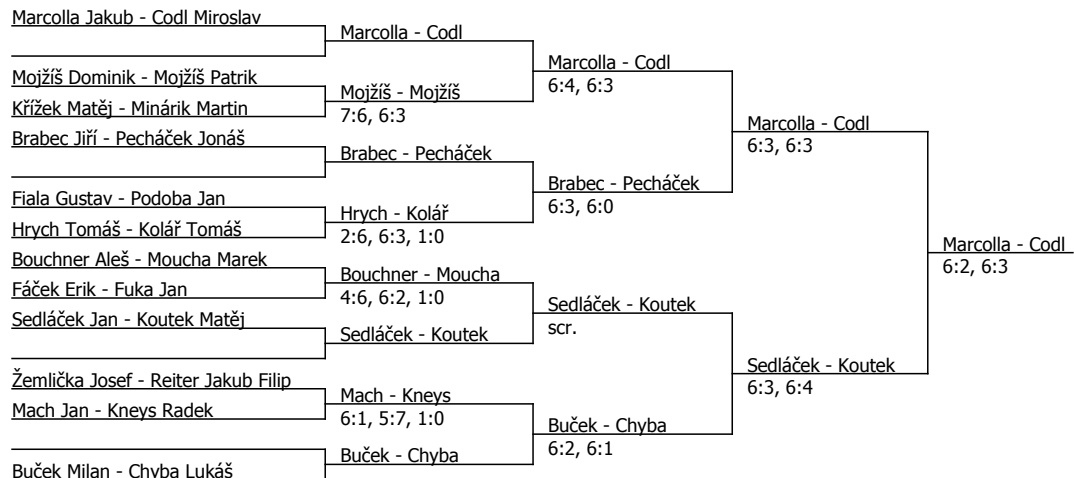 Marcolla Jakub - Codl Miroslav
Marcolla - Codl
Marcolla - Codl
6:4, 6:3
Mojžíš Dominik - Mojžíš Patrik
Mojžíš - Mojžíš
7:6, 6:3
Křížek Matěj - Minárik Martin
Marcolla - Codl
6:3, 6:3
Brabec Jiří - Pecháček Jonáš
Brabec - Pecháček
Brabec - Pecháček
6:3, 6:0
Fiala Gustav - Podoba Jan
Hrych - Kolář
2:6, 6:3, 1:0
Hrych Tomáš - Kolář Tomáš
Marcolla - Codl
6:2, 6:3
Bouchner Aleš - Moucha Marek
Bouchner - Moucha
4:6, 6:2, 1:0
Fáček Erik - Fuka Jan
Sedláček - Koutek
scr.
Sedláček Jan - Koutek Matěj
Sedláček - Koutek
Sedláček - Koutek
6:3, 6:4
Žemlička Josef - Reiter Jakub Filip
Mach - Kneys
6:1, 5:7, 1:0
Mach Jan - Kneys Radek
Buček - Chyba
6:2, 6:1
Buček - Chyba
Buček Milan - Chyba Lukáš